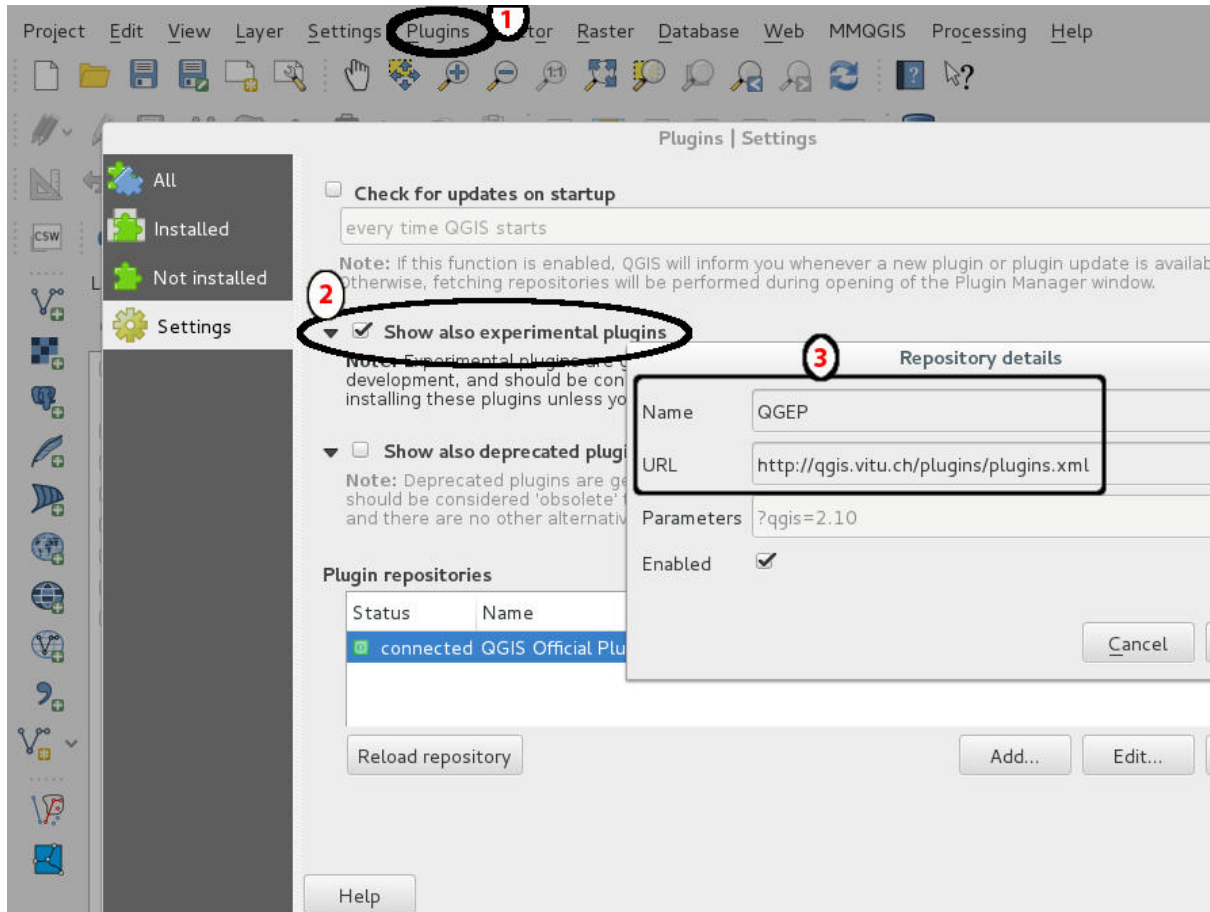 1
Project Edit View Layer Settings Plugins tor Raster Database Web MMQGIS Processing Help
1:1 ? ?
Plugins | Settings
All
Installed
Not installed
Settings
CSW
L
Check for updates on startup
every time QGIS starts
Note: If this function is enabled, QGIS will inform you whenever a new plugin or plugin update is availab
Otherwise, fetching repositories will be performed during opening of the Plugin Manager window.
2
Show also experimental plugins
Note: Experimental plugins are g
development, and should be con
installing these plugins unless yo
Show also deprecated plugi
Note: Deprecated plugins are ge
should be considered 'obsolete' t
and there are no other alternativ
3
Repository details
Name QGEP
URL http://qgis.vitu.ch/plugins/plugins.xml
Parameters ?qgis=2.10
Enabled
Cancel
Plugin repositories
Status Name
connected QGIS Official Plu
Reload repository
Add...
Edit...
Help